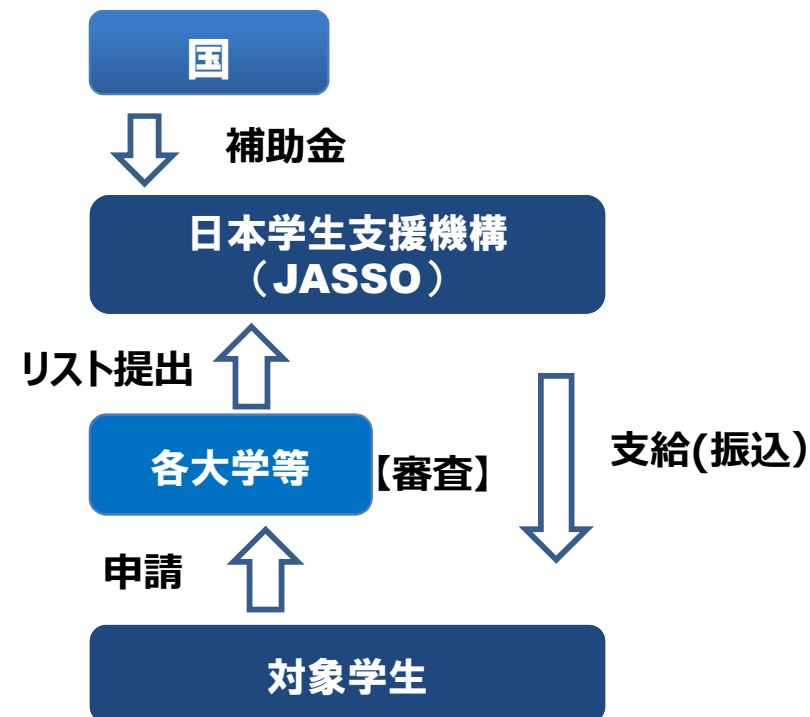 国
補助金
日本学生支援機構
（JASSO）
リスト提出
各大学等
【審査】
支給(振込）
申請
対象学生